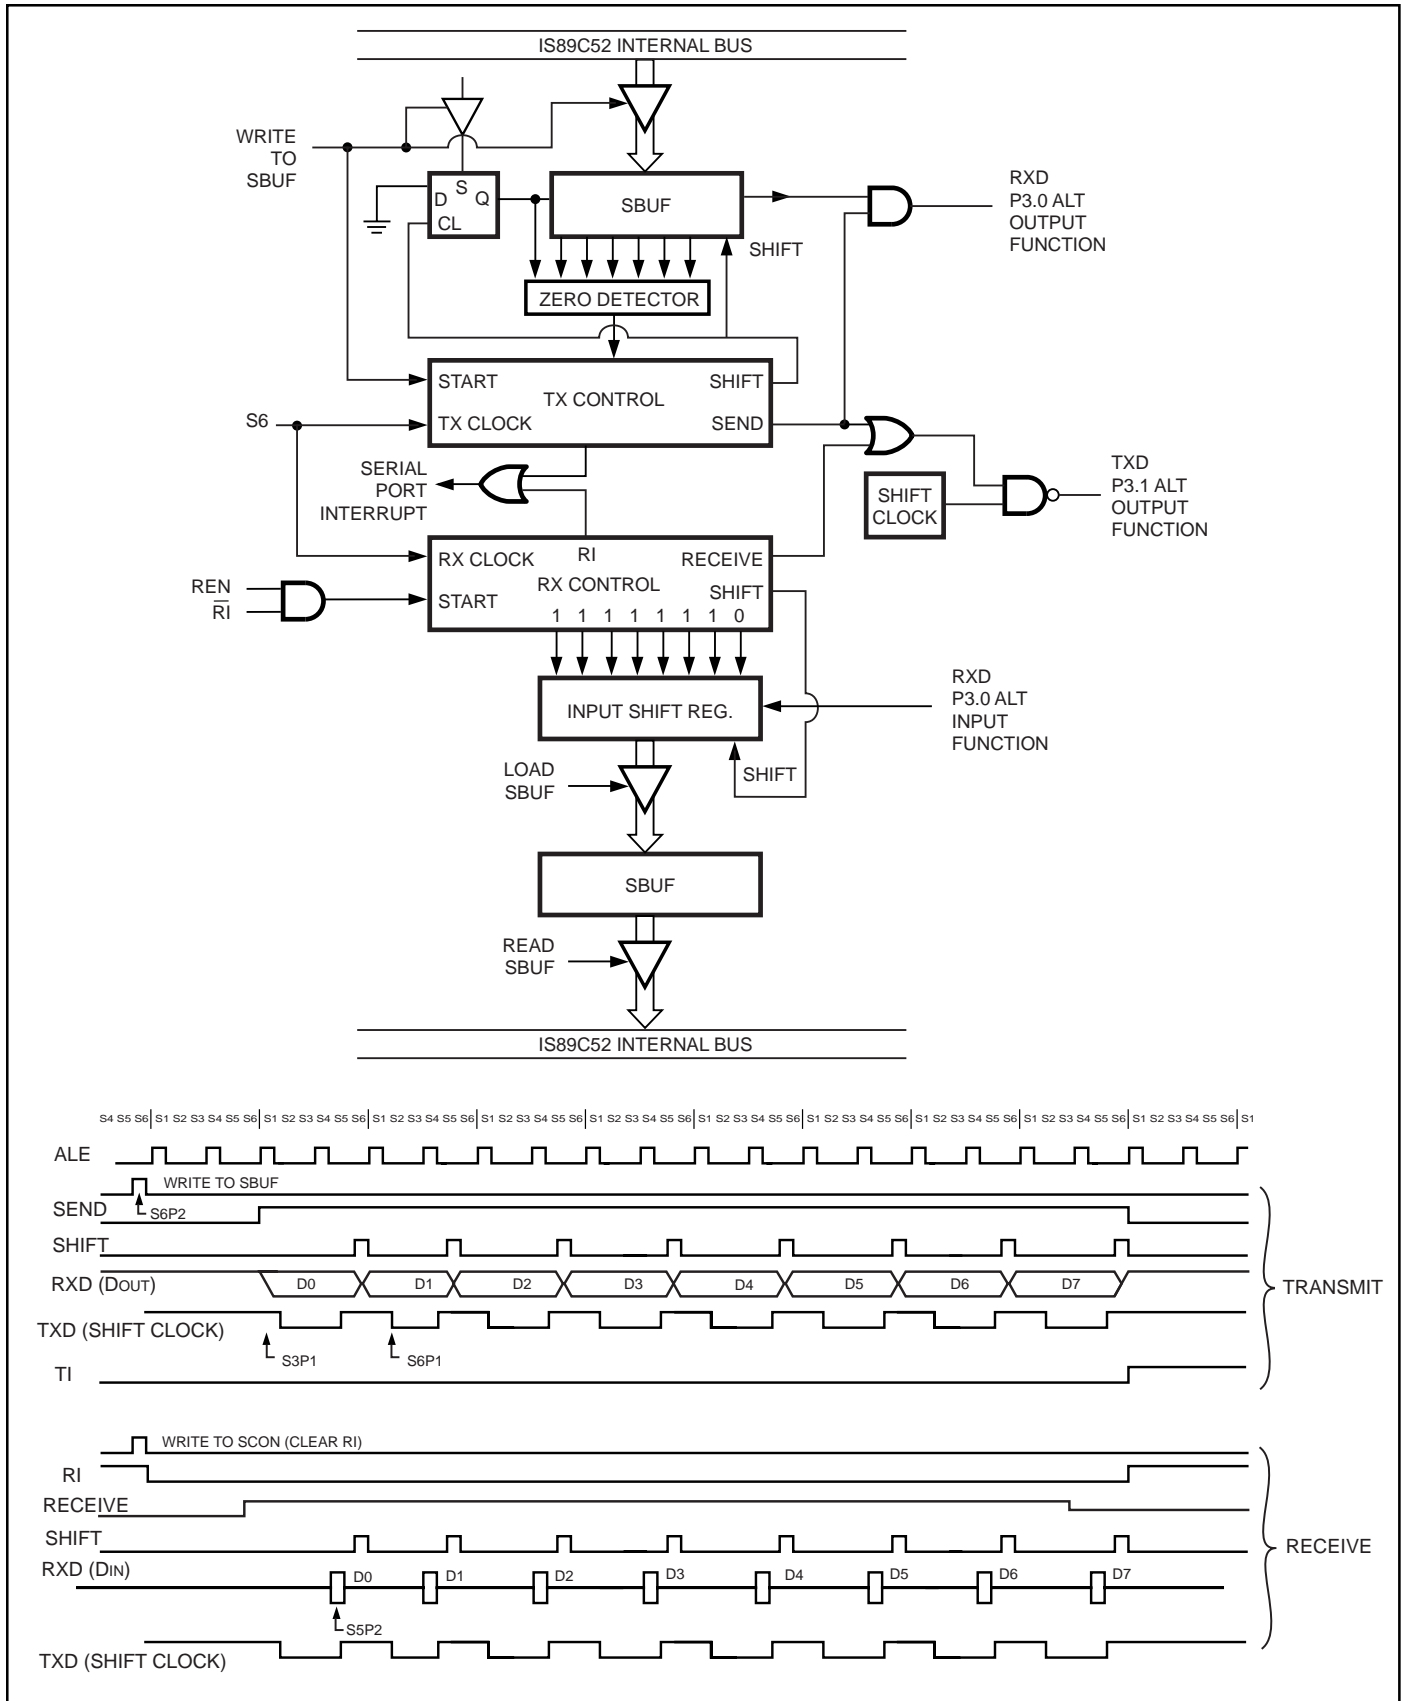 IS89C52 INTERNAL BUS
WRITE
TO
SBUF
S
D Q
CL
SBUF
RXD
P3.0 ALT
OUTPUT
FUNCTION
SHIFT
ZERO DETECTOR
START SHIFT
TX CONTROL
S6 TX CLOCK SEND
SERIAL
PORT
INTERRUPT
SHIFT
CLOCK
TXD
P3.1 ALT
OUTPUT
FUNCTION
RX CLOCK RI RECEIVE
RX CONTROL SHIFT
REN
R̅I̅
START
1 1 1 1 1 1 1 0
INPUT SHIFT REG.
RXD
P3.0 ALT
INPUT
FUNCTION
LOAD
SBUF
SHIFT
SBUF
READ
SBUF
IS89C52 INTERNAL BUS
S4 S5 S6 S1 S2 S3 S4 S5 S6 S1 S2 S3 S4 S5 S6 S1 S2 S3 S4 S5 S6 S1 S2 S3 S4 S5 S6 S1 S2 S3 S4 S5 S6 S1 S2 S3 S4 S5 S6 S1 S2 S3 S4 S5 S6 S1 S2 S3 S4 S5 S6 S1 S2 S3 S4 S5 S6 S1
ALE
WRITE TO SBUF
SEND S6P2
SHIFT
RXD (DOUT) D0 D1 D2 D3 D4 D5 D6 D7
TRANSMIT
TXD (SHIFT CLOCK)
S3P1 S6P1
TI
WRITE TO SCON (CLEAR RI)
RI
RECEIVE
SHIFT
RECEIVE
RXD (DIN) D0 D1 D2 D3 D4 D5 D6 D7
S5P2
TXD (SHIFT CLOCK)